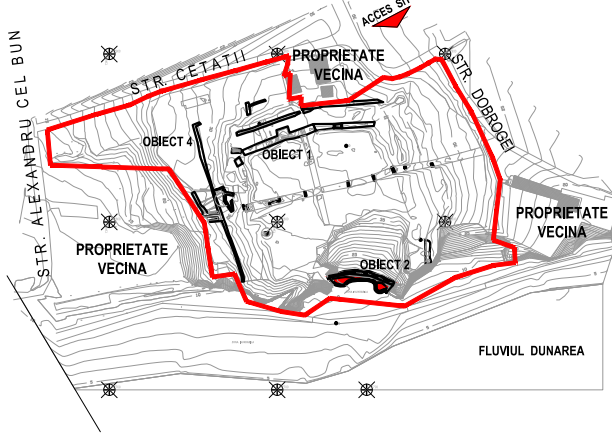 ACCES SIT
STR. CETATII
PROPRIETATE
VECINA
STR. DOBROGEI
STR. ALEXANDRU CEL BUN
OBIECT 4
OBIECT 1
PROPRIETATE
VECINA
PROPRIETATE
VECINA
OBIECT 2
FLUVIUL DUNAREA